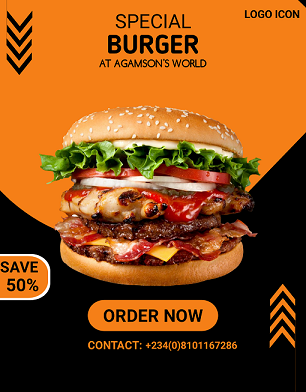 SPECIAL
LOGO ICON
BURGER
AT AGAMSON'S WORLD
SAVE
50%
ORDER NOW
CONTACT: +234(0)8101167286